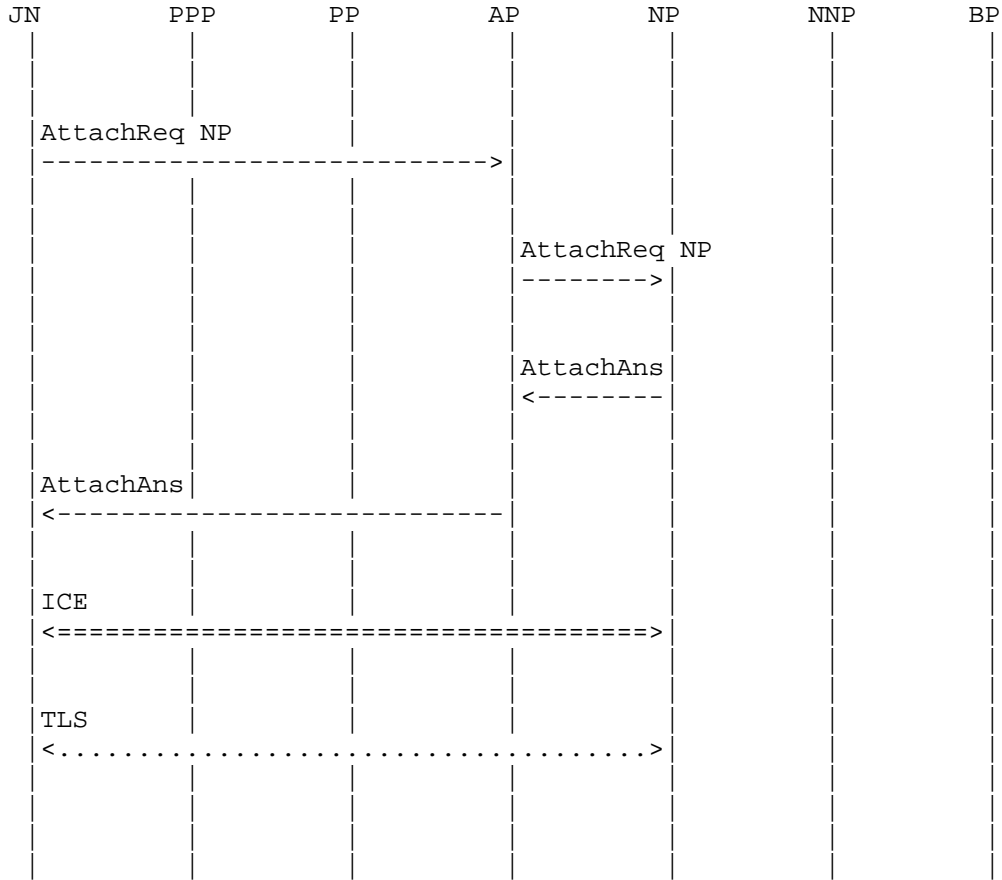 JN PPP PP AP NP NNP BP
AttachReq NP
AttachReq NP
AttachAns
AttachAns
ICE
TLS